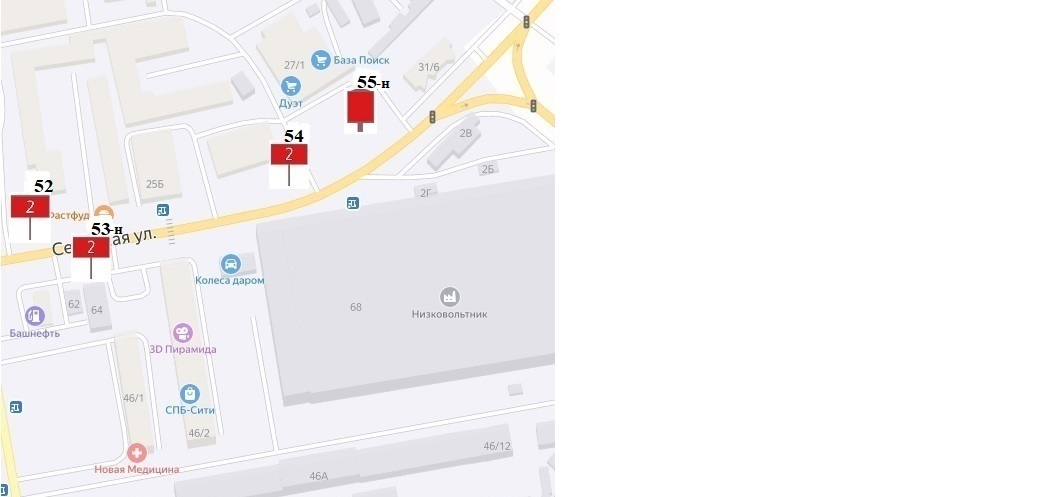 База Поиск
27/1
31/6
55-н
Дуэт
54
2
2В
2Б
2Г
25Б
52
2
Растфуд
53-н
2
ая ул.
Колеса даром
62
64
68
Низковольтник
Башнефть
3D Пирамида
46/1
СПБ-Сити
46/2
46/12
Новая Медицина
46А